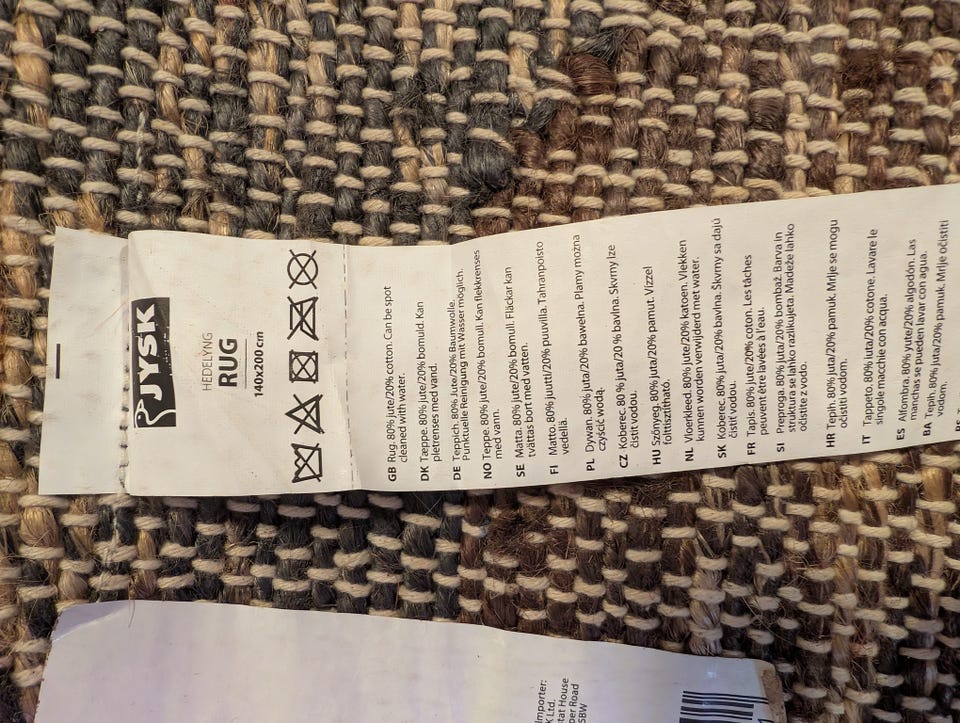 JYSK
HEDELYNG
RUG
140x200 cm
GB Rug. 80% jute/20% cotton. Can be spot
cleaned with water.
DK Tæppe. 80% jute/20% bomuld. Kan
pletrenses med vand.
DE Teppich. 80% Jute/20% Baumwolle.
Punktuelle Reinigung mit Wasser möglich.
NO Teppe. 80% jute/20% bomull. Kan flekkrenses
med vann.
SE Matta. 80% jute/20% bomull. Fläckar kan
tvättas bort med vatten.
FI Matto. 80% juutti/20% puuvilla. Tahranpoisto
vedellä.
PL Dywan. 80% juta/20% bawełna. Plamy można
czyścić wodą.
CZ Koberec. 80 % juta/20 % bavlna. Skvrny lze
čistit vodou.
HU Szőnyeg. 80% juta/20% pamut. Vízzel
folttisztítható.
NL Vloerkleed. 80% jute/20% katoen. Vlekken
kunnen worden verwijderd met water.
SK Koberec. 80% juta/20% bavlna. Škvrny sa dajú
čistiť vodou.
FR Tapis. 80% jute/20% coton. Les tâches
peuvent être lavées à l'eau.
SI Preproga. 80% juta/20% bombaž. Barva in
struktura se lahko razlikujeta. Madeže lahko
očistite z vodo.
HR Tepih. 80% juta/20% pamuk. Mrlje se mogu
očistiti vodom.
IT Tappeto. 80% juta/20% cotone. Lavare le
singole macchie con acqua.
ES Alfombra. 80% yute/20% algodon. Las
manchas se pueden lavar con agua.
BA Tepih. 80% juta/20% pamuk. Mrlje očistiti
vodom.
Importer:
K Ltd.
tat House
per Road
SBW